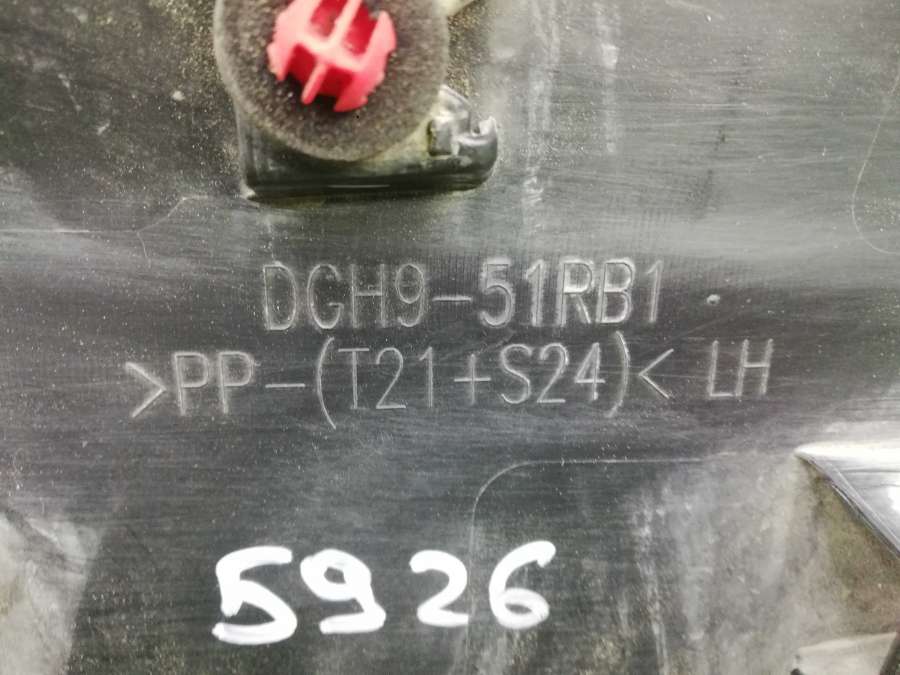 DGH9-51RB1
>PP-(T21+S24)< LH
5926